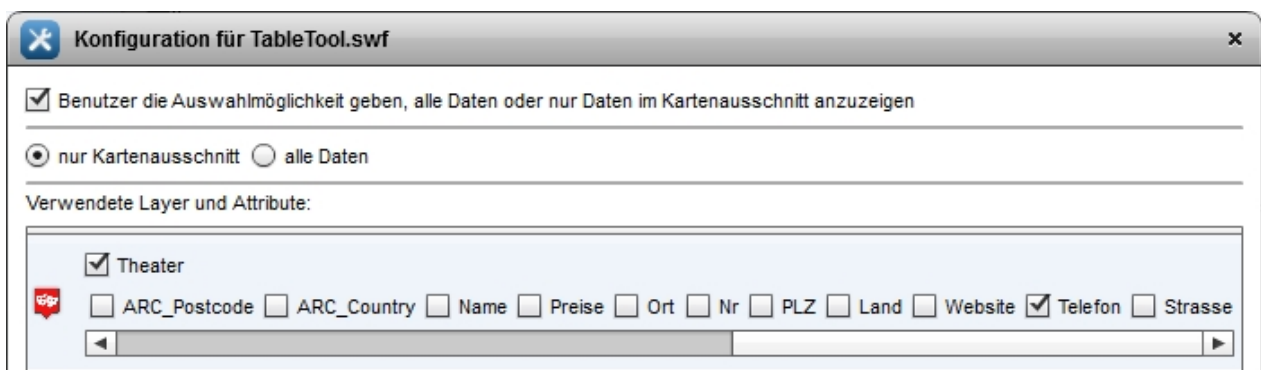 Konfiguration für TableTool.swf
Benutzer die Auswahlmöglichkeit geben, alle Daten oder nur Daten im Kartenausschnitt anzuzeigen
nur Kartenausschnitt alle Daten
Verwendete Layer und Attribute:
Theater
ARC_Postcode ARC_Country Name Preise Ort Nr PLZ Land Website Telefon Strasse